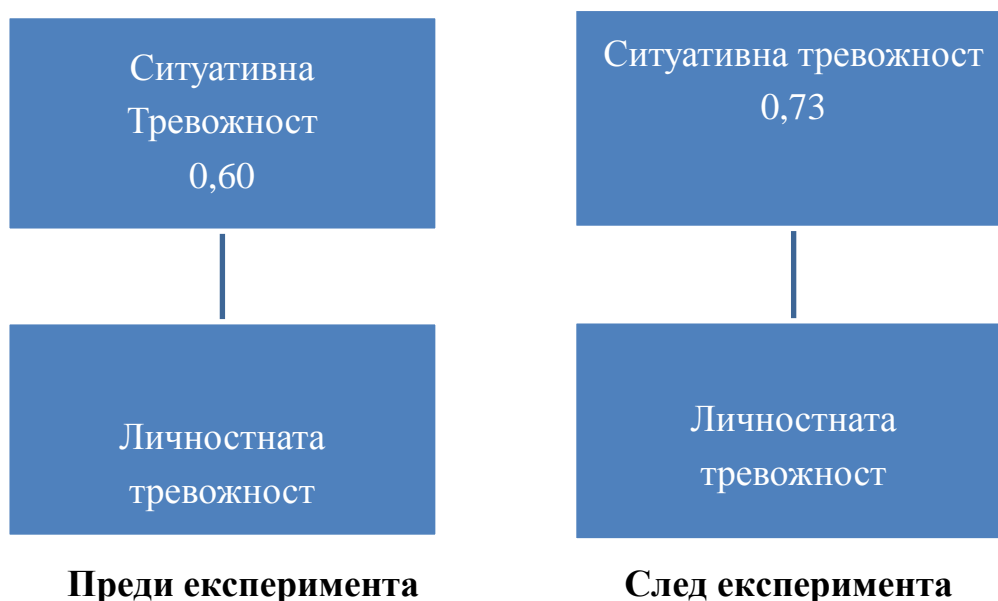 Ситуативна
Тревожност
0,60
Личностната
тревожност
Преди експеримента
Ситуативна тревожност
0,73
Личностната
тревожност
След експеримента